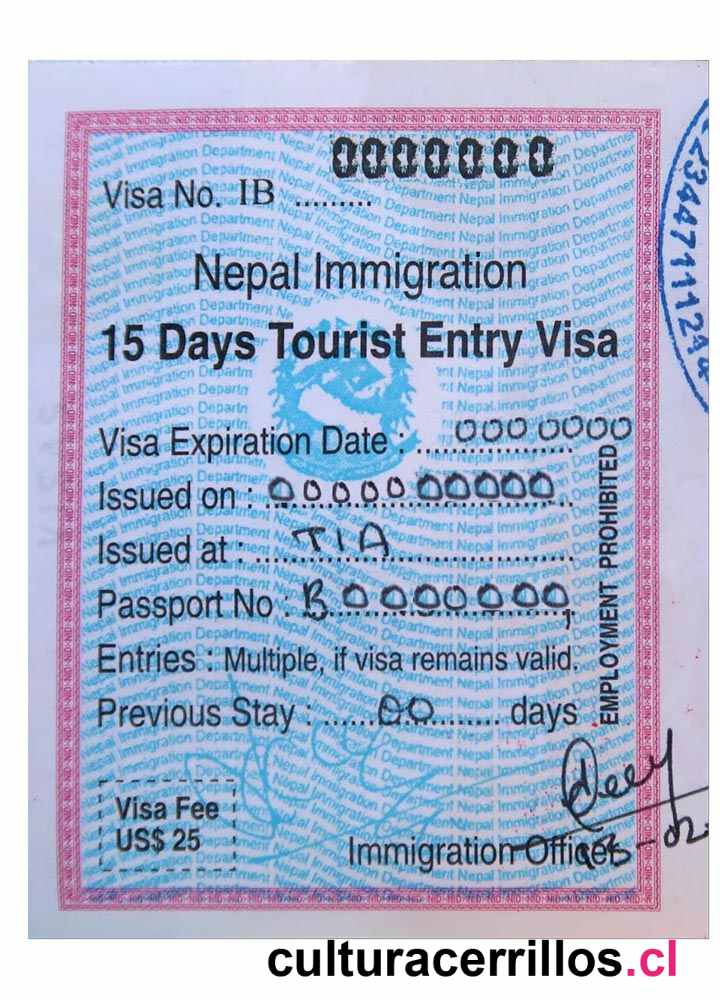 0000000
Visa No. IB .........
Nepal Immigration
15 Days Tourist Entry Visa
Visa Expiration Date : 000 0000
Issued on : 00000 00000
Issued at : TIA
Passport No : B 0000000
Entries : Multiple, if visa remains valid.
Previous Stay : ......00......... days
EMPLOYMENT PROHIBITED
Visa Fee
US$ 25
Immigration Officer
culturacerrillos.cl